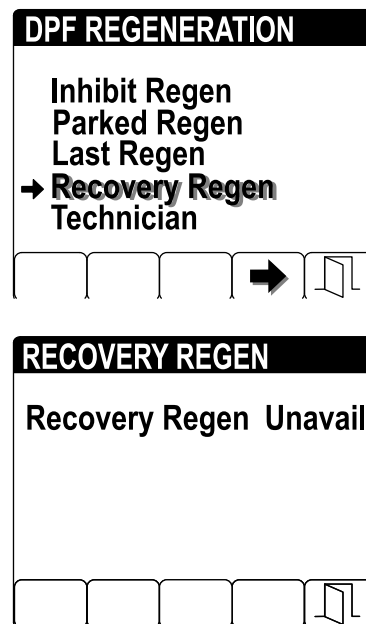 DPF REGENERATION
Inhibit Regen
Parked Regen
Last Regen
Recovery Regen
Technician
RECOVERY REGEN
Recovery Regen Unavail